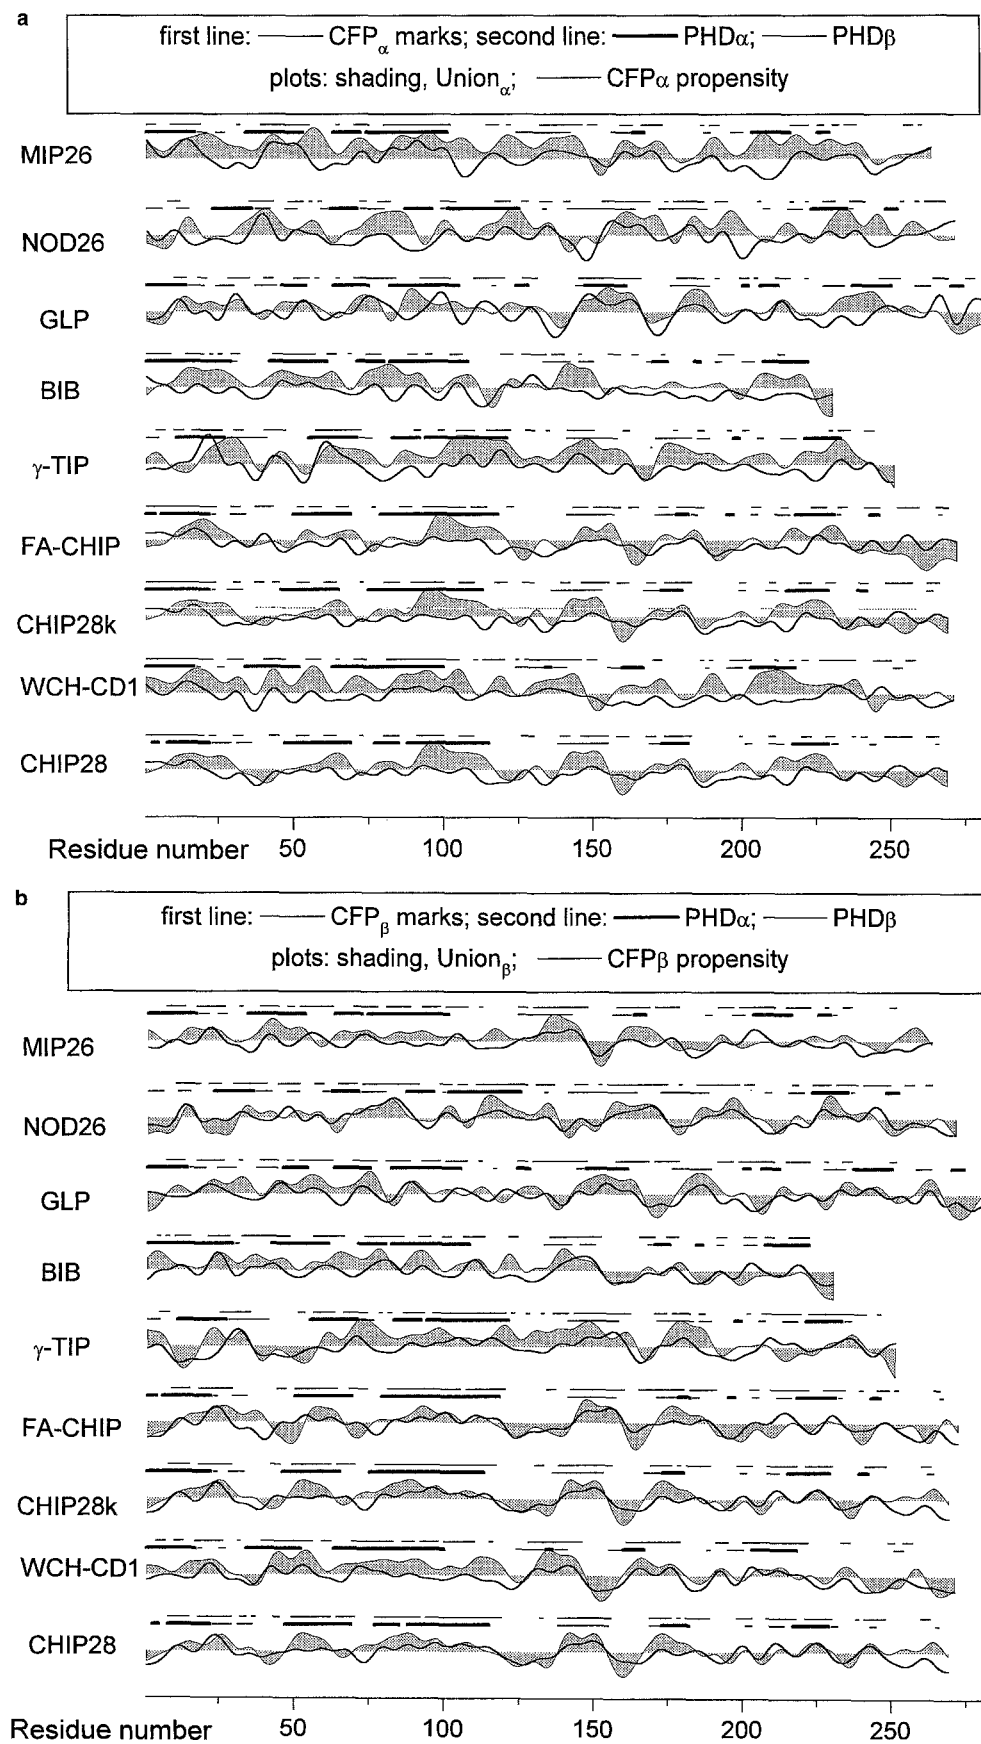 a
first line: —— CFPα marks; second line: —— PHDα; —— PHDβ
plots: shading, Unionα; —— CFPα propensity
MIP26
NOD26
GLP
BIB
γ-TIP
FA-CHIP
CHIP28k
WCH-CD1
CHIP28
Residue number 50 100 150 200 250
b
first line: —— CFPβ marks; second line: —— PHDα; —— PHDβ
plots: shading, Unionβ; —— CFPβ propensity
MIP26
NOD26
GLP
BIB
γ-TIP
FA-CHIP
CHIP28k
WCH-CD1
CHIP28
Residue number 50 100 150 200 250